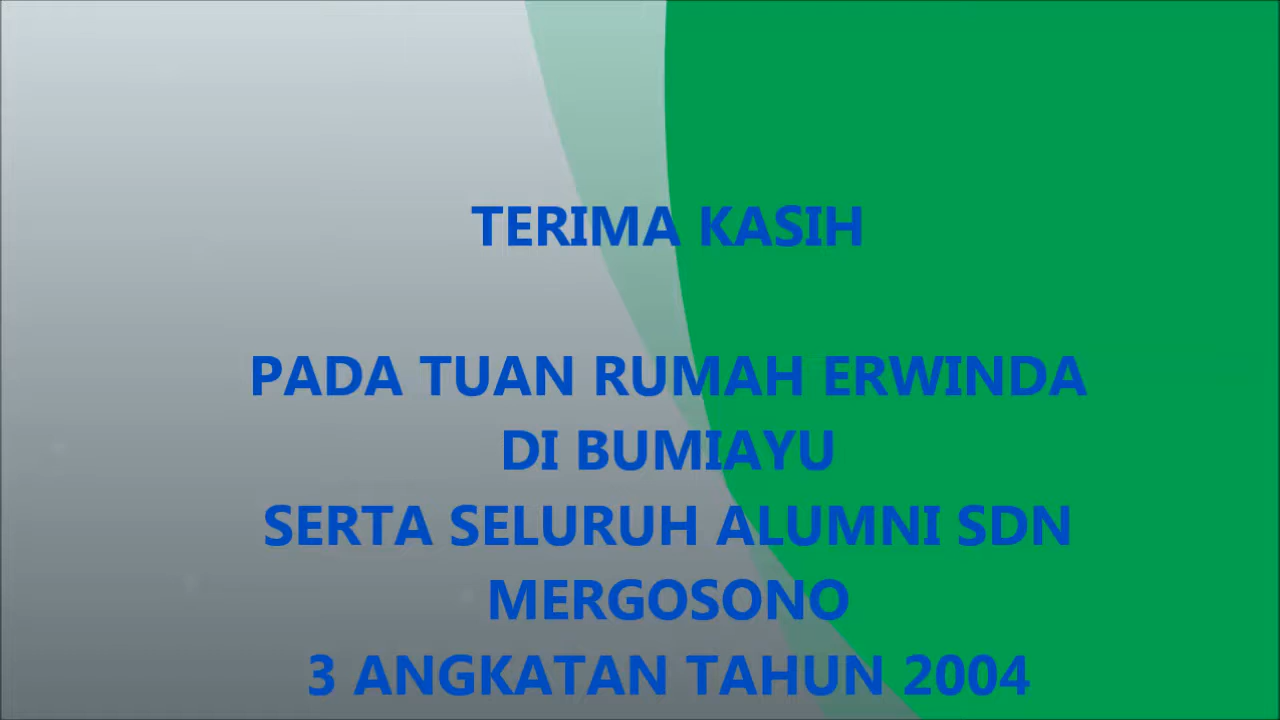 TERIMA KASIH
PADA TUAN RUMAH ERWINDA
DI BUMIAYU
SERTA SELURUH ALUMNI SDN
MERGOSONO
3 ANGKATAN TAHUN 2004